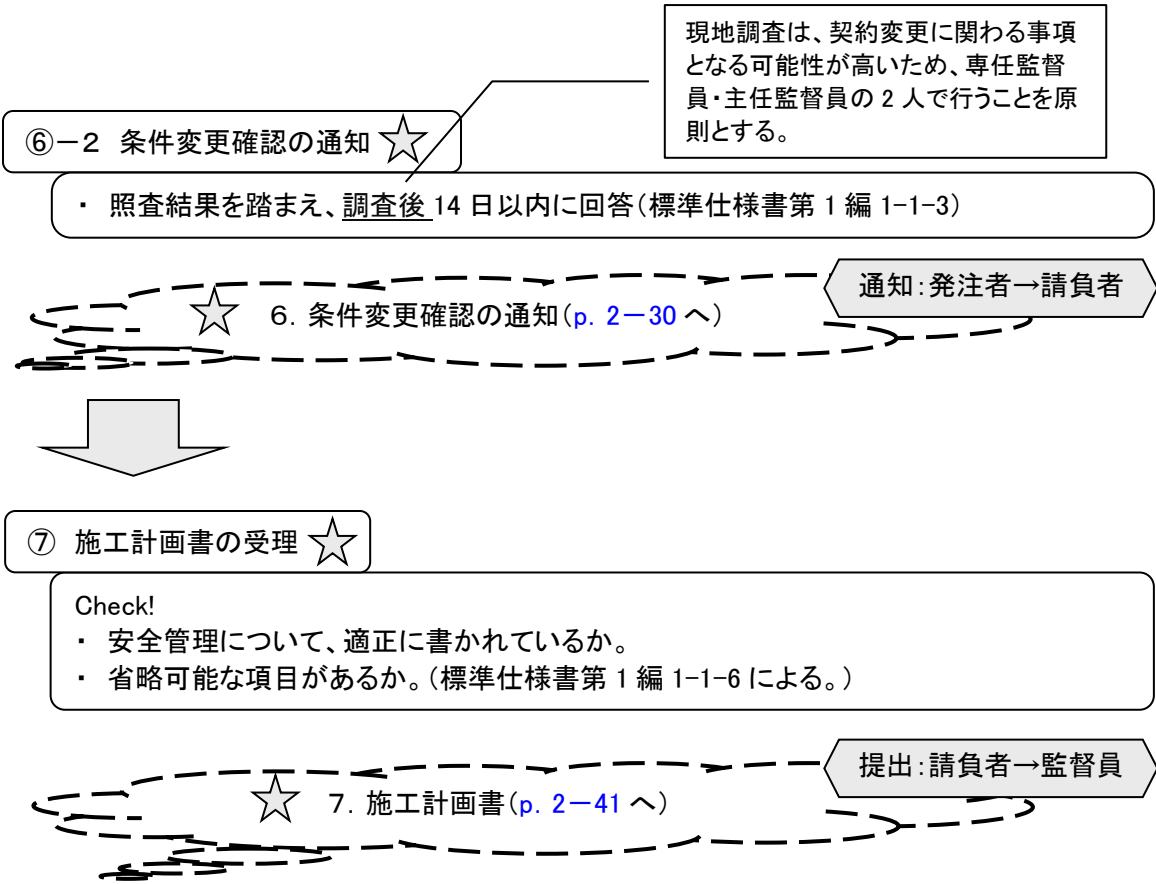 現地調査は、契約変更に関わる事項
となる可能性が高いため、専任監督
員・主任監督員の 2 人で行うことを原
則とする。
⑥－2 条件変更確認の通知
・ 照査結果を踏まえ、調査後 14 日以内に回答（標準仕様書第 1 編 1-1-3）
通知：発注者→請負者
6. 条件変更確認の通知（p. 2－30 へ）
⑦ 施工計画書の受理
Check!
・ 安全管理について、適正に書かれているか。
・ 省略可能な項目があるか。（標準仕様書第 1 編 1-1-6 による。）
提出：請負者→監督員
7. 施工計画書（p. 2－41 へ）